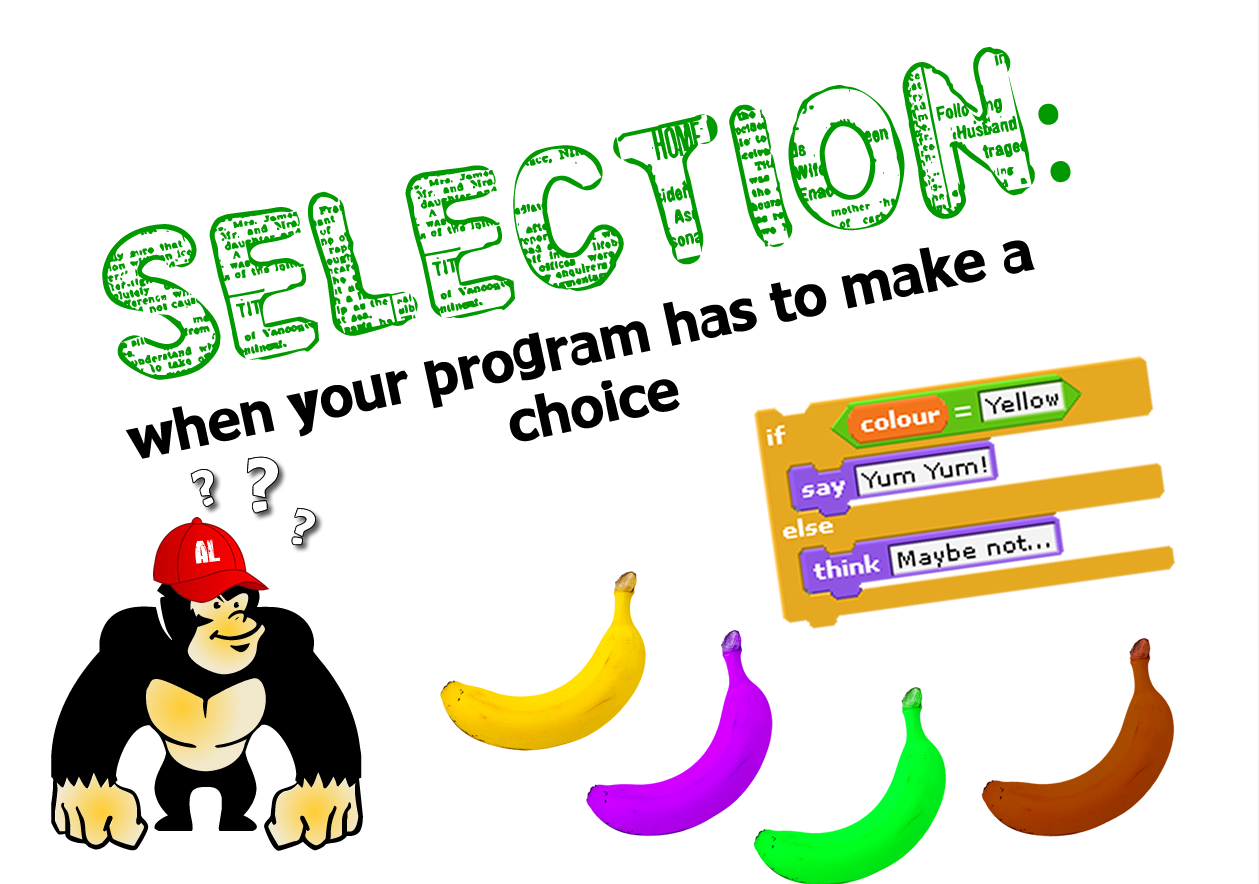 SELECTION:
when your program has to make a
choice
if colour = Yellow
say Yum Yum!
else
think Maybe not...
? ? ?
AL